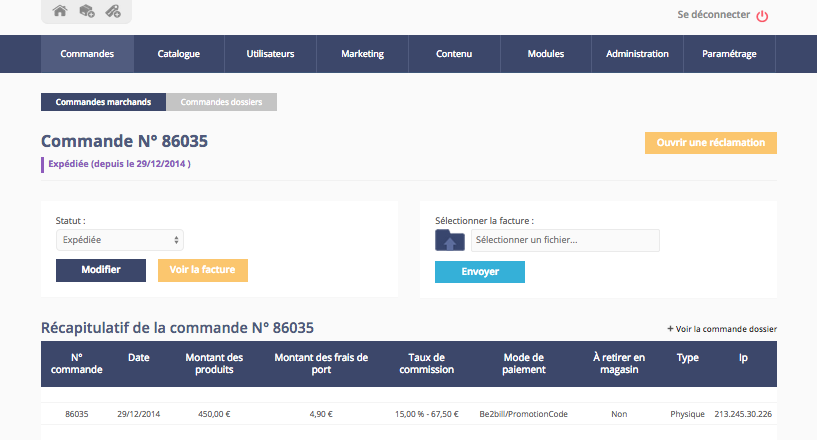 Se déconnecter
Commandes Catalogue Utilisateurs Marketing Contenu Modules Administration Paramétrage
Commandes marchands Commandes dossiers
Commande N° 86035
Ouvrir une réclamation
Expédiée (depuis le 29/12/2014 )
Statut :
Expédiée
Modifier Voir la facture
Sélectionner la facture :
Sélectionner un fichier...
Envoyer
Récapitulatif de la commande N° 86035
+ Voir la commande dossier
N° commande Date Montant des produits Montant des frais de port Taux de commission Mode de paiement À retirer en magasin Type Ip
86035 29/12/2014 450,00 € 4,90 € 15,00 % - 67,50 € Be2bill/PromotionCode Non Physique 213.245.30.226